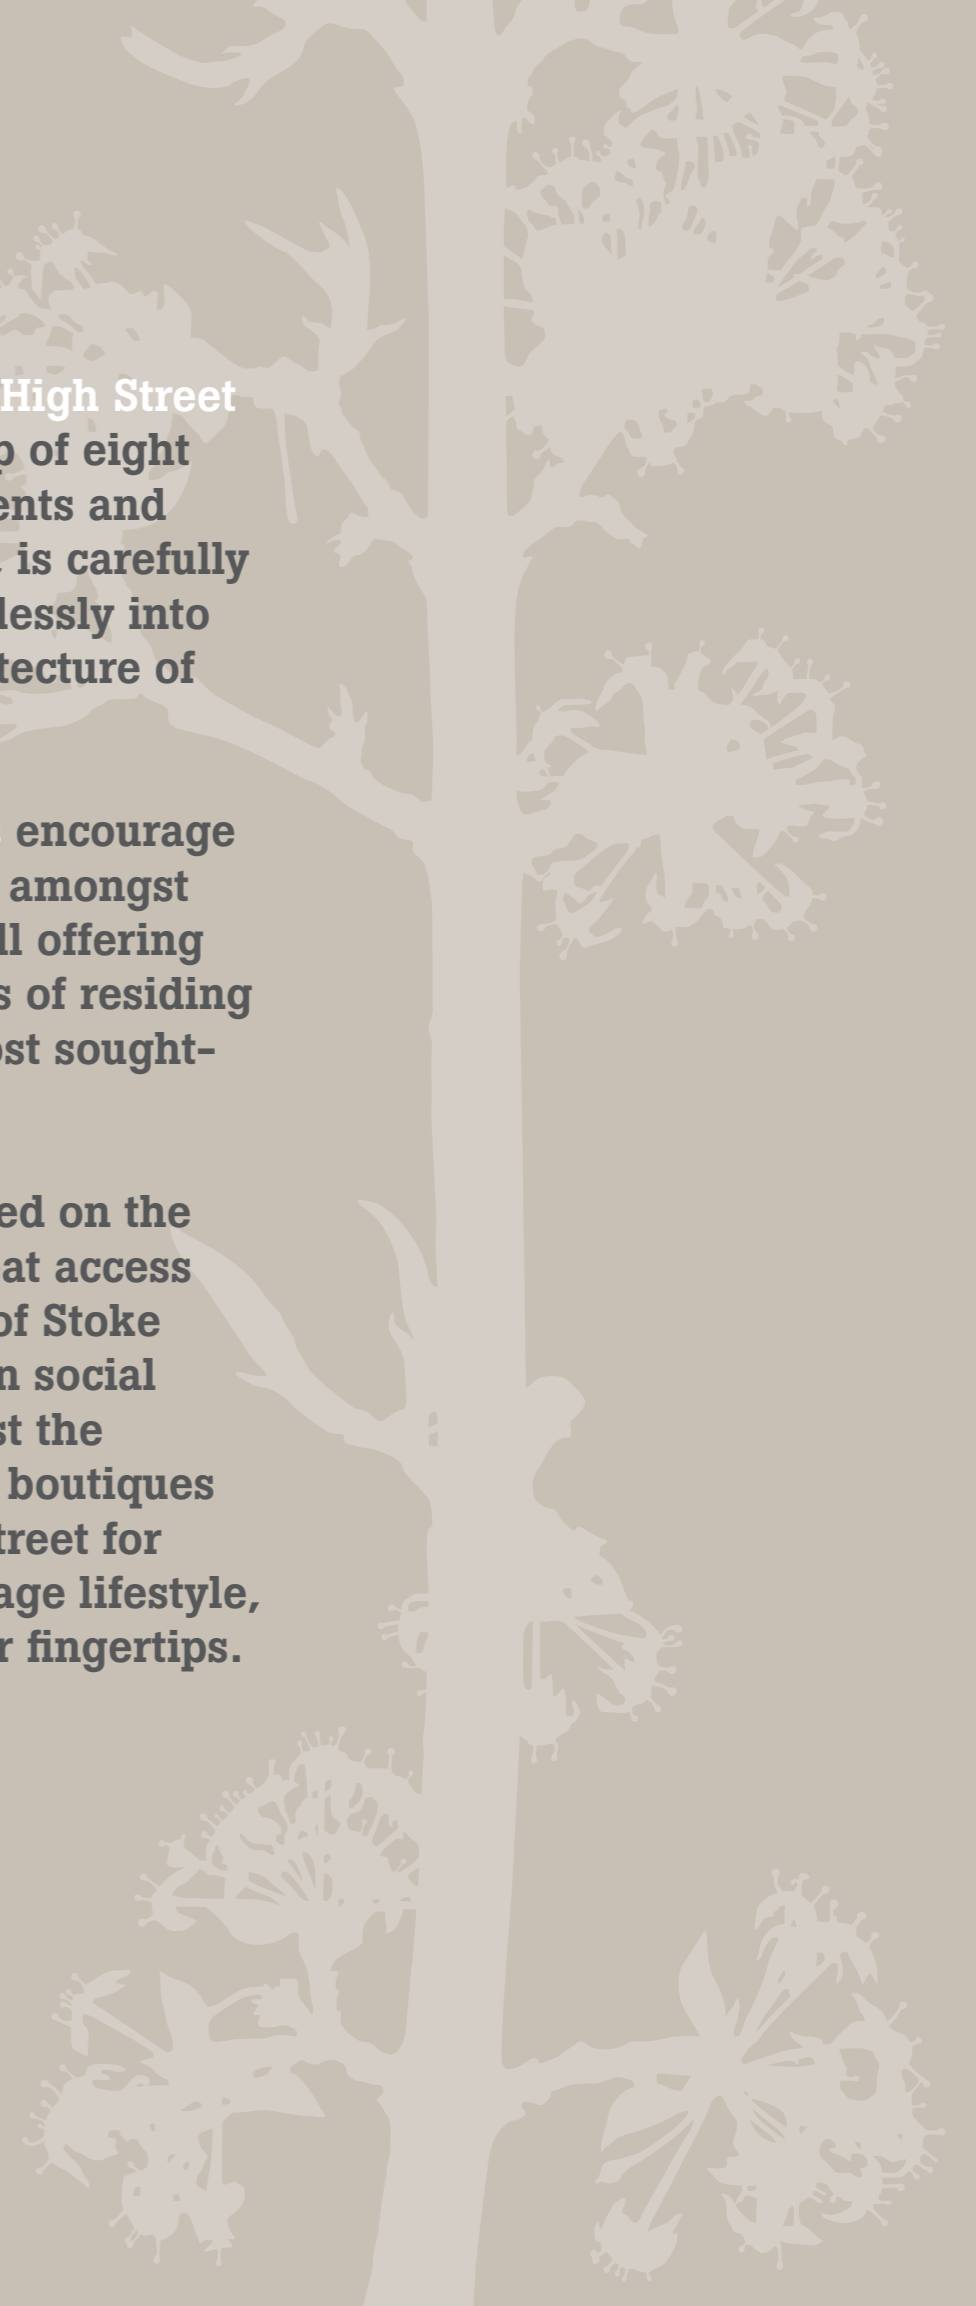 High Street
p of eight
ents and
is carefully
lessly into
tecture of
encourage
amongst
ll offering
s of residing
ost sought-
ed on the
at access
of Stoke
n social
st the
boutiques
treet for
age lifestyle,
r fingertips.